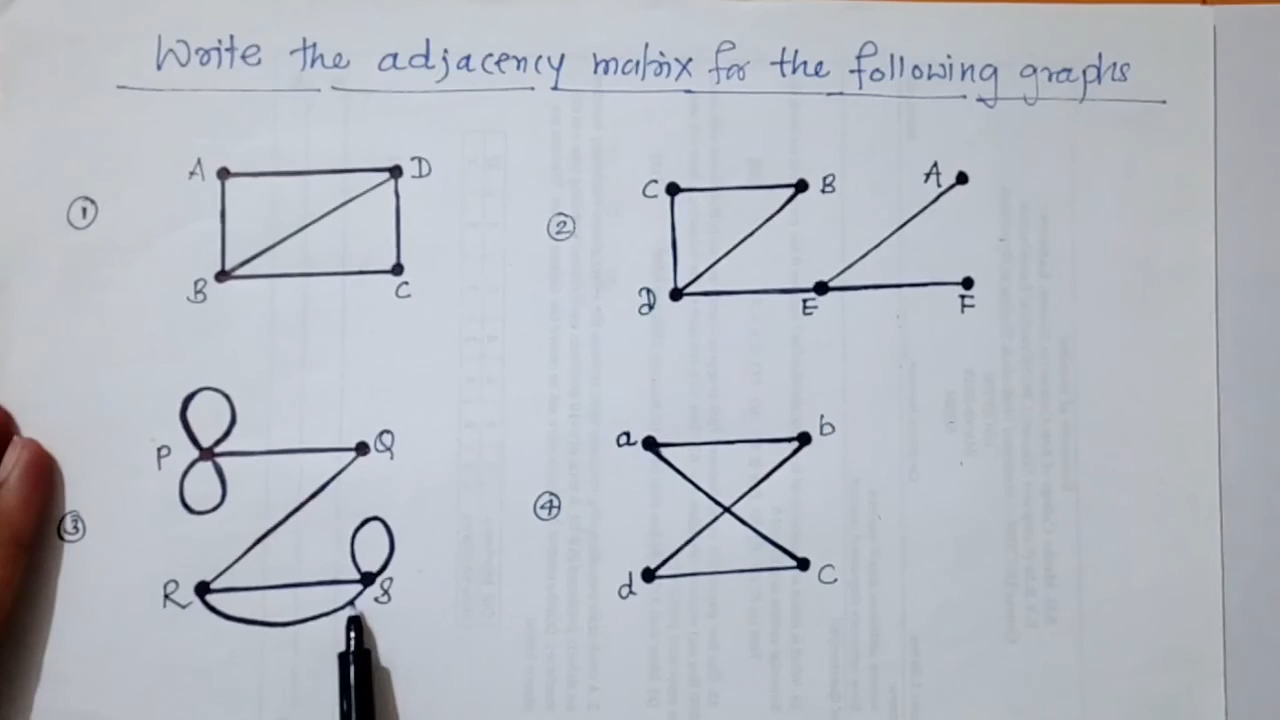 Write the adjacency matrix for the following graphs
① A D
B C
② C B A
D E F
③ P Q
R S
④ a b
d c